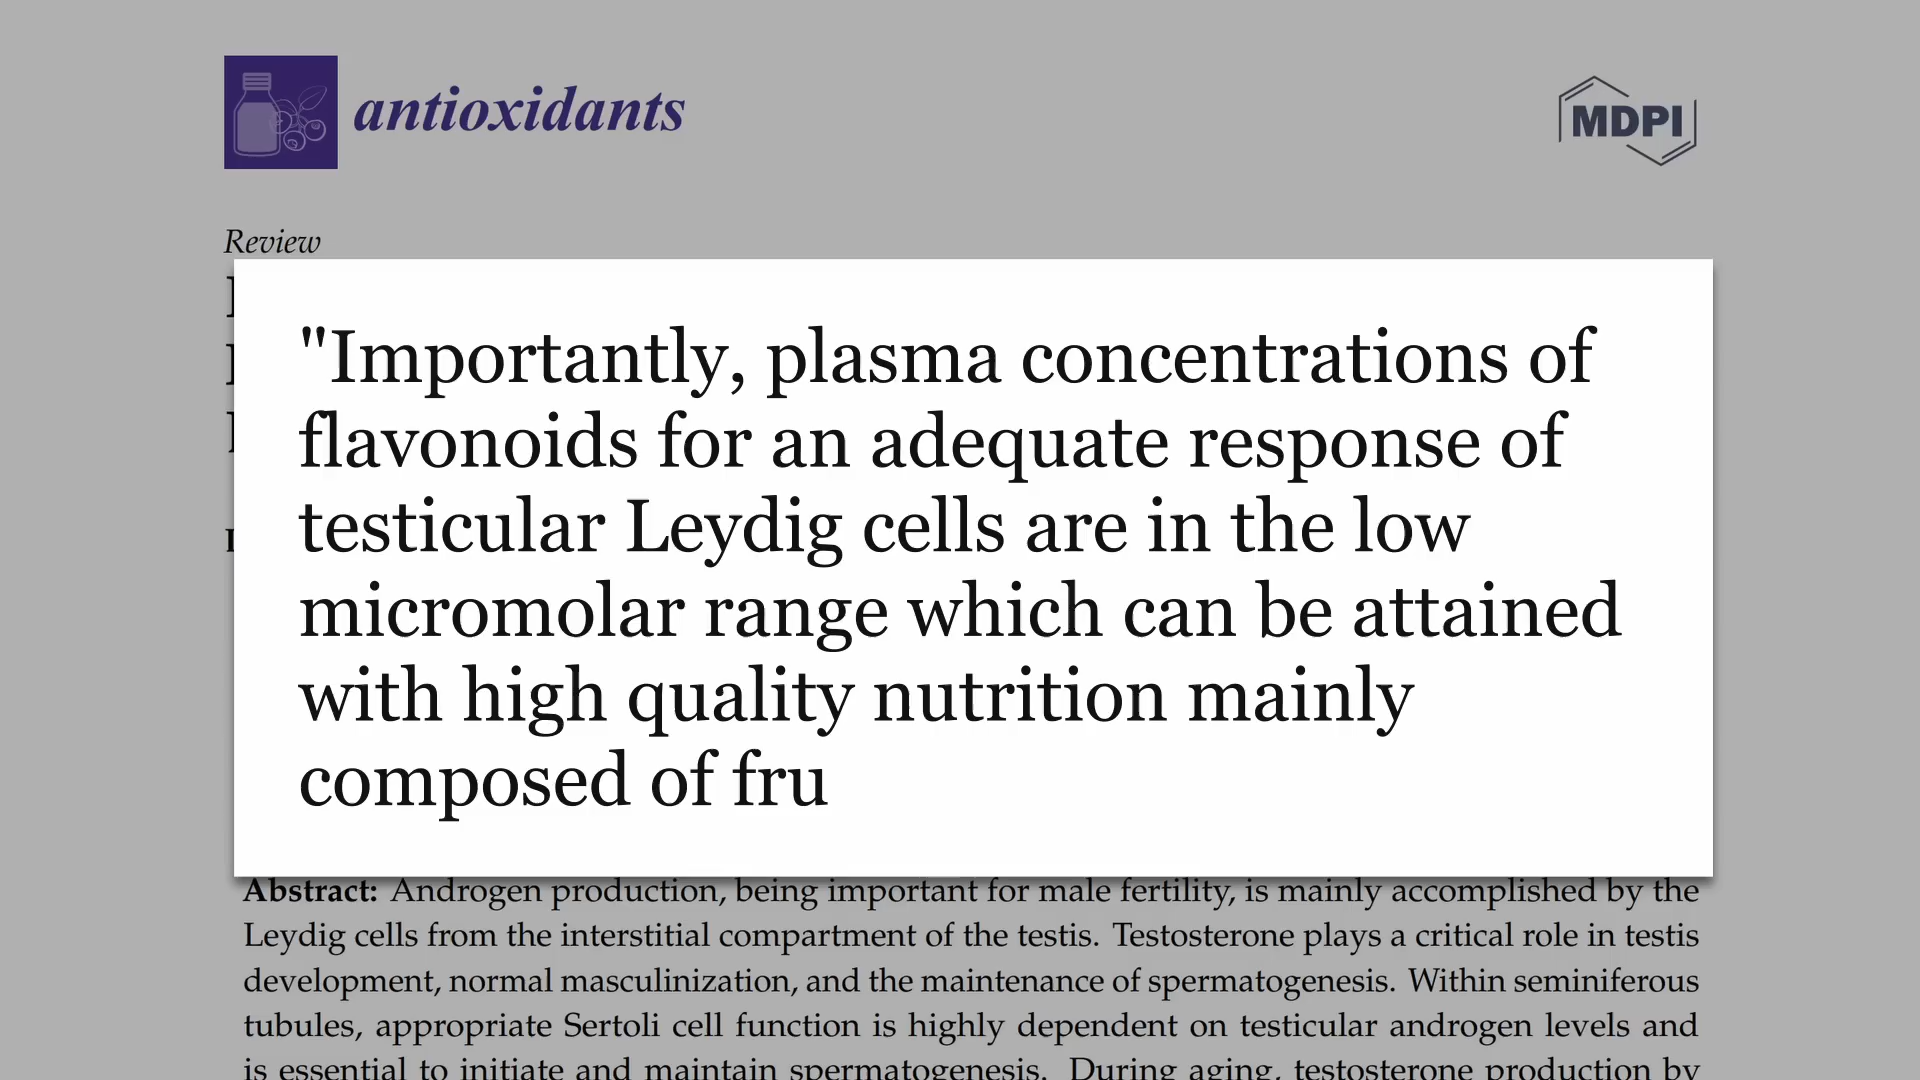 antioxidants
MDPI
Review
"Importantly, plasma concentrations of
flavonoids for an adequate response of
testicular Leydig cells are in the low
micromolar range which can be attained
with high quality nutrition mainly
composed of fru
Abstract: Androgen production, being important for male fertility, is mainly accomplished by the
Leydig cells from the interstitial compartment of the testis. Testosterone plays a critical role in testis
development, normal masculinization, and the maintenance of spermatogenesis. Within seminiferous
tubules, appropriate Sertoli cell function is highly dependent on testicular androgen levels and
is essential to initiate and maintain spermatogenesis. During aging, testosterone production by